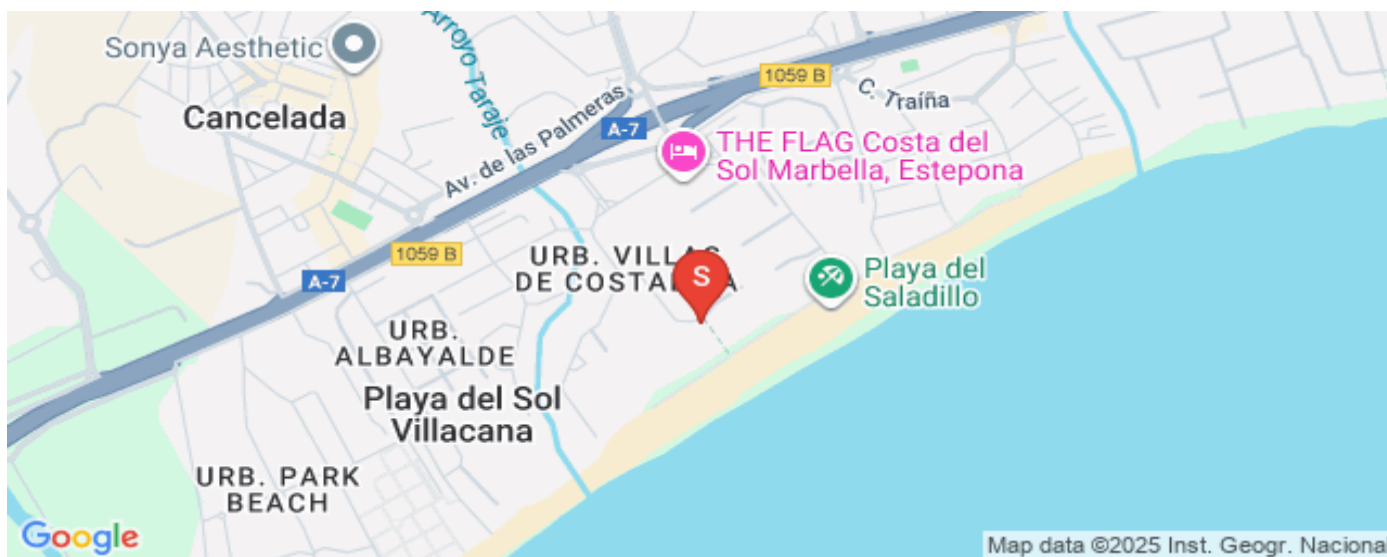 Sonya Aesthetic
Arroyo Taraje
Cancelada
Av. de las Palmeras
A-7
1059 B
C. Traíña
THE FLAG Costa del
Sol Marbella, Estepona
1059 B
A-7
URB. VILLAS
DE COSTA
S
Playa del
Saladillo
URB.
ALBAYALDE
Playa del Sol
Villacana
URB. PARK
BEACH
Google
Map data ©2025 Inst. Geogr. Naciona